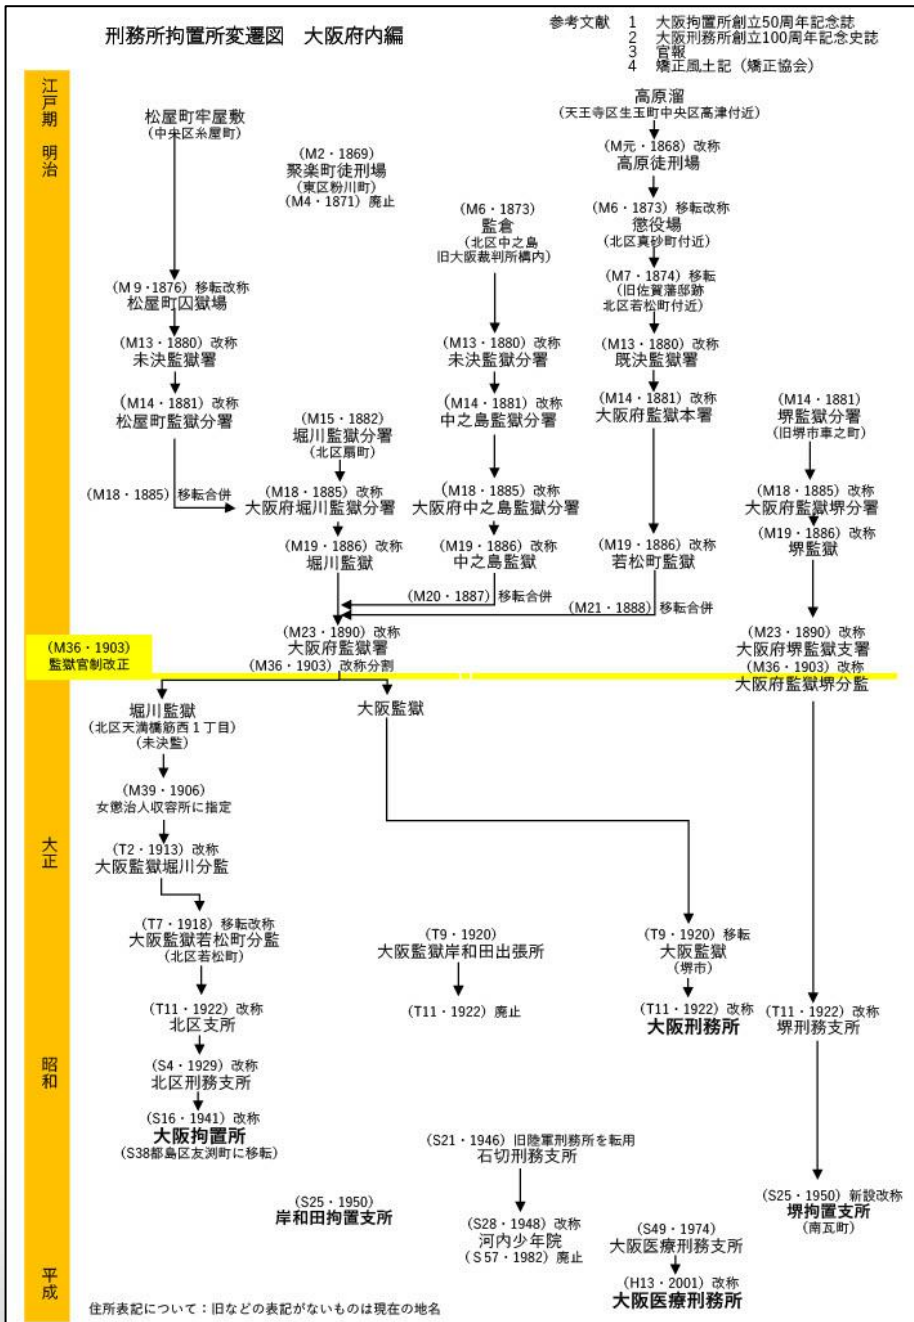 刑務所拘置所変遷図　大阪府内編
参考文献　1　大阪拘置所創立50周年記念誌
2　大阪刑務所創立100周年記念史誌
3　官報
4　矯正風土記（矯正協会）
江戸期　明治
松屋町牢屋敷
(中央区糸屋町)
(M2・1869)
聚楽町徒刑場
(東区粉川町)
(M4・1871) 廃止
高原溜
(天王寺区生玉町中央区高津付近)
(M元・1868) 改称
高原徒刑場
(M6・1873)
監倉
(北区中之島
旧大阪裁判所構内)
(M6・1873) 移転改称
懲役場
(北区真砂町付近)
(M7・1874) 移転
(旧佐賀藩邸跡
北区若松町付近)
(M９・1876) 移転改称
松屋町囚獄場
(M13・1880) 改称
未決監獄署
(M13・1880) 改称
未決監獄分署
(M13・1880) 改称
既決監獄署
(M14・1881) 改称
松屋町監獄分署
(M15・1882)
堀川監獄分署
(北区扇町)
(M14・1881) 改称
中之島監獄分署
(M14・1881) 改称
大阪府監獄本署
(M14・1881)
堺監獄分署
(旧堺市車之町)
(M18・1885) 移転合併
(M18・1885) 改称
大阪府堀川監獄分署
(M18・1885) 改称
大阪府中之島監獄分署
(M18・1885) 改称
大阪府監獄堺分署
(M19・1886) 改称
堀川監獄
(M19・1886) 改称
中之島監獄
(M19・1886) 改称
若松町監獄
(M19・1886) 改称
堺監獄
(M20・1887) 移転合併
(M21・1888) 移転合併
(M23・1890) 改称
大阪府監獄署
(M23・1890) 改称
大阪府堺監獄支署
(M36・1903)
監獄官制改正
(M36・1903) 改称分割
(M36・1903) 改称
大阪府監獄堺分監
堀川監獄
(北区天満橋筋西１丁目)
(未決監)
大阪監獄
(M39・1906)
女懲治人収容所に指定
大正
(T2・1913) 改称
大阪監獄堀川分監
(T7・1918) 移転改称
大阪監獄若松町分監
(北区若松町)
(T9・1920)
大阪監獄岸和田出張所
(T9・1920) 移転
大阪監獄
(堺市)
(T11・1922) 改称
北区支所
(T11・1922) 廃止
(T11・1922) 改称
大阪刑務所
(T11・1922) 改称
堺刑務支所
昭和
(S4・1929) 改称
北区刑務支所
(S16・1941) 改称
大阪拘置所
(S38都島区友渕町に移転)
(S21・1946) 旧陸軍刑務所を転用
石切刑務支所
(S25・1950)
岸和田拘置支所
(S25・1950) 新設改称
堺拘置支所
(南瓦町)
(S28・1948) 改称
河内少年院
(S 57・1982) 廃止
(S49・1974)
大阪医療刑務支所
平成
(H13・2001) 改称
大阪医療刑務所
住所表記について：旧などの表記がないものは現在の地名